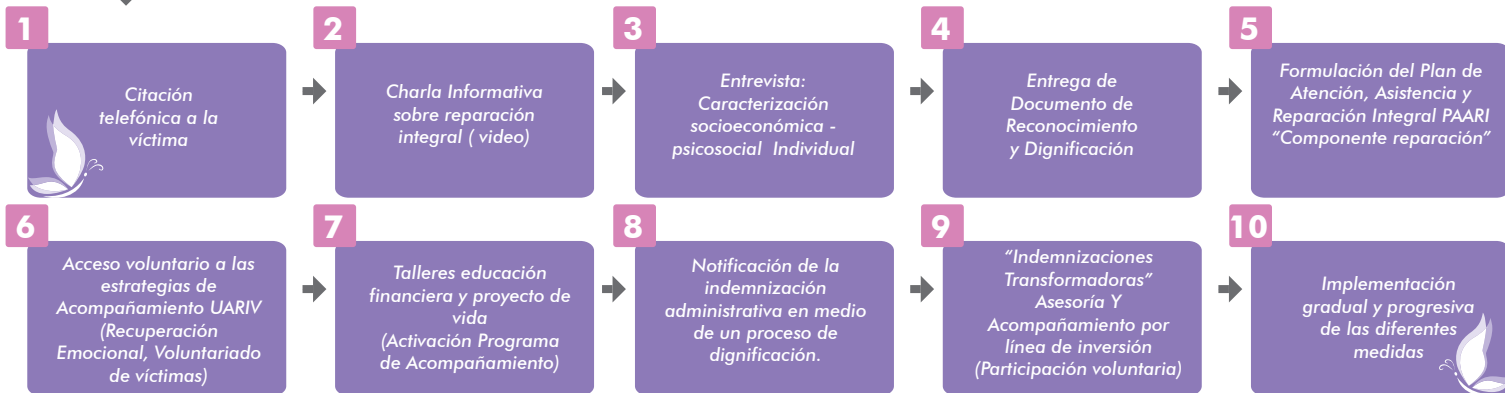 1
Citación
telefónica a la
víctima
2
Charla Informativa
sobre reparación
integral ( video)
3
Entrevista:
Caracterización
socioeconómica -
psicosocial Individual
4
Entrega de
Documento de
Reconocimiento
y Dignificación
5
Formulación del Plan de
Atención, Asistencia y
Reparación Integral PAARI
“Componente reparación”
6
Acceso voluntario a las
estrategias de
Acompañamiento UARIV
(Recuperación
Emocional, Voluntariado
de víctimas)
7
Talleres educación
financiera y proyecto de
vida
(Activación Programa
de Acompañamiento)
8
Notificación de la
indemnización
administrativa en medio
de un proceso de
dignificación.
9
“Indemnizaciones
Transformadoras”
Asesoría Y
Acompañamiento por
línea de inversión
(Participación voluntaria)
10
Implementación
gradual y progresiva
de las diferentes
medidas